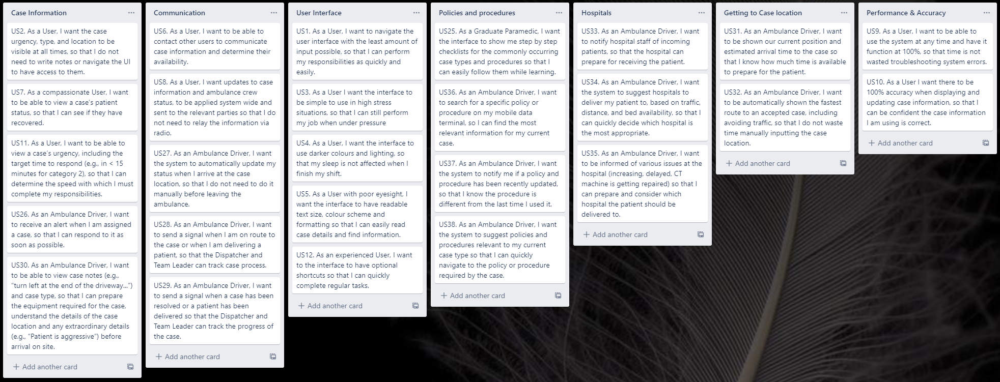 Case Information
US2. As a User, I want the case
urgency, type, and location to be
visible at all times, so that I do not
need to write notes or navigate the UI
to have access to them.
US7. As a compassionate User, I want
to be able to view a case's patient
status, so that I can see if they have
recovered.
US11. As a User, I want to be able to
view a case's urgency, including the
target time to respond (e.g., in < 15
minutes for category 2), so that I can
determine the speed with which I must
complete my responsibilities.
US26. As an Ambulance Driver, I want
to receive an alert when I am assigned
a case, so that I can respond to it as
soon as possible.
US30. As an Ambulance Driver, I want
to be able to view case notes (e.g.,
“turn left at the end of the driveway...”)
and case type, so that I can prepare
the equipment required for the case,
understand the details of the case
location and any extraordinary details
(e.g., “Patient is aggressive”) before
arrival on site.
Add another card
Communication
US6. As a User, I want to be able to
contact other users to communicate
case information and determine their
availability.
US8. As a User, I want updates to case
information and ambulance crew
status, to be applied system wide and
sent to the relevant parties so that I do
not need to relay the information via
radio.
US27. As an Ambulance Driver, I want
the system to automatically update my
status when I arrive at the case
location, so that I do not need to do it
manually before leaving the
ambulance.
US28. As an Ambulance Driver, I want
to send a signal when I am on route to
the case or when I am delivering a
patient, so that the Dispatcher and
Team Leader can track case process.
US29. As an Ambulance Driver, I want
to send a signal when a case has been
resolved or a patient has been
delivered so that the Dispatcher and
Team Leader can track the progress of
the case.
Add another card
User Interface
US1. As a User, I want to navigate the
user interface with the least amount of
input possible, so that I can perform
my responsibilities as quickly and
easily.
US3. As a User I want the interface to
be simple to use in high stress
situations, so that I can still perform
my job when under pressure
US4. As a User, I want the interface to
use darker colours and lighting, so
that my sleep is not affected when I
finish my shift.
US5. As a User with poor eyesight, I
want the interface to have readable
text size, colour scheme and
formatting so that I can easily read
case details and find information.
US12. As an experienced User, I want
to the interface to have optional
shortcuts so that I can quickly
complete regular tasks.
Add another card
Policies and procedures
US25. As a Graduate Paramedic, I want
the interface to show me step by step
checklists for the commonly occurring
case types and procedures so that I
can easily follow them while learning.
US36. As an Ambulance Driver, I want
to search for a specific policy or
procedure on my mobile data
terminal, so I can find the most
relevant information for my current
case.
US37. As an Ambulance Driver, I want
the system to notify me if a policy and
procedure has been recently updated,
so that I know the procedure is
different from the last time I used it.
US38. As an Ambulance Driver, I want
the system to suggest policies and
procedures relevant to my current
case type so that I can quickly
navigate to the policy or procedure
required by the case.
Add another card
Hospitals
US33. As an Ambulance Driver, I want
to notify hospital staff of incoming
patients, so that the hospital can
prepare for receiving the patient.
US34. As an Ambulance Driver, I want
the system to suggest hospitals to
deliver my patient to, based on traffic,
distance, and bed availability, so that I
can quickly decide which hospital is
the most appropriate.
US35. As an Ambulance Driver, I want
to be informed of various issues at the
hospital (increasing, delayed, CT
machine is getting repaired) so that I
can prepare and consider which
hospital the patient should be
delivered to.
Add another card
Getting to Case location
US31. As an Ambulance Driver, I want
to be shown our current position and
estimated arrival time to the case so
that I know how much time is available
to prepare for the patient.
US32. As an Ambulance Driver, I want
to be automatically shown the fastest
route to an accepted case, including
avoiding traffic, so that I do not waste
time manually inputting the case
location.
Add another card
Performance & Accuracy
US9. As a User, I want to be able to
use the system at any time and have it
function at 100%, so that time is not
wasted troubleshooting system errors.
US10. As a User I want there to be
100% accuracy when displaying and
updating case information, so that I
can be confident the case information
I am using is correct.
Add another card